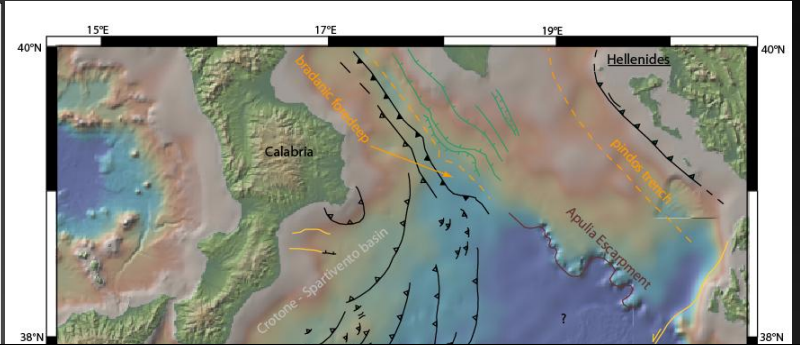 15°E
17°E
19°E
40°N
40°N
Hellenides
bradanic foredeep
Calabria
pindos trench
Apulia Escarpment
Crotone - Spartivento basin
?
38°N
38°N